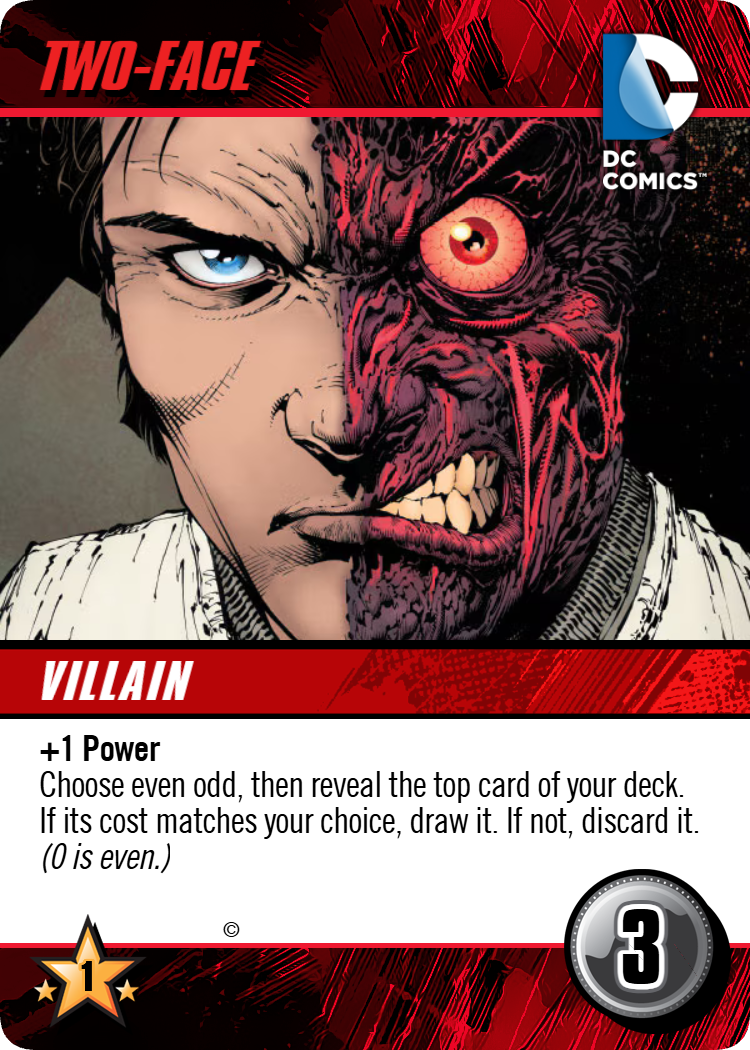 TWO-FACE
DC
COMICS™
VILLAIN
+1 Power
Choose even odd, then reveal the top card of your deck.
If its cost matches your choice, draw it. If not, discard it.
(0 is even.)
©
1
3